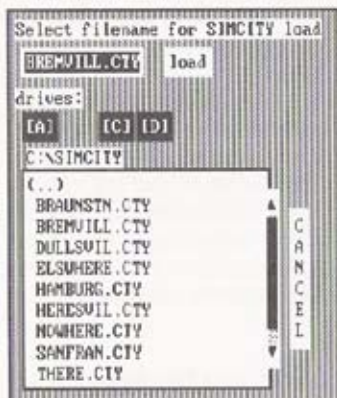 Select filename for SIMCITY load
BREMVILL.CTY load
drives:
[A] [C] [D]
C:\SIMCITY
(..)
BRAUNSTN.CTY
BREMVILL.CTY
DULLSVIL.CTY
ELSWHERE.CTY
HAMBURG.CTY
HERESVIL.CTY
NOWHERE.CTY
SANFRAN.CTY
THERE.CTY
CANCEL